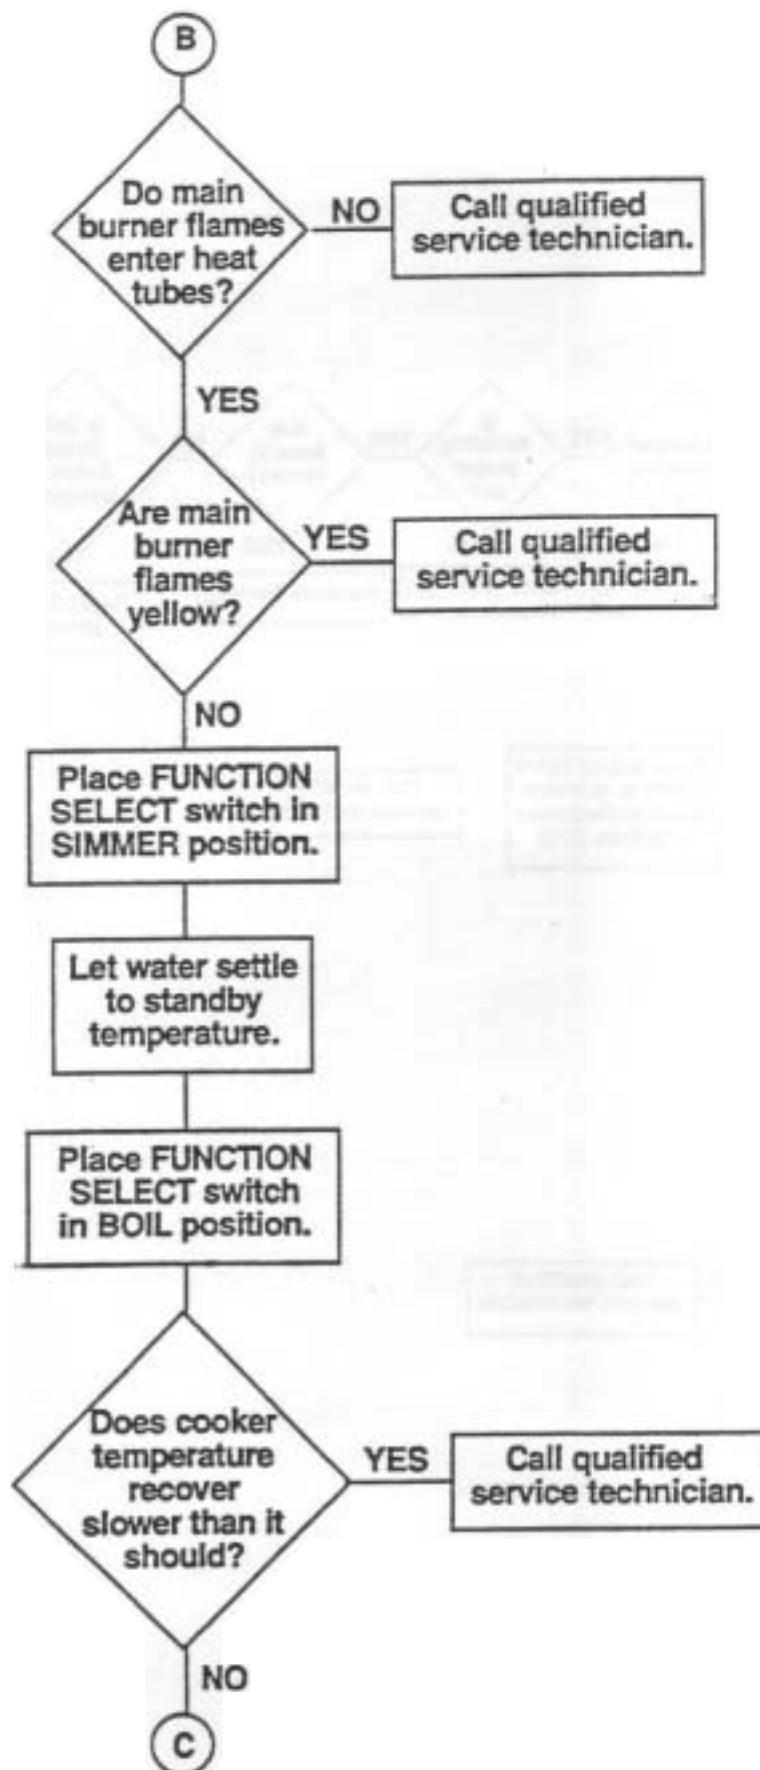 B
Do main
burner flames
enter heat
tubes?
NO
Call qualified
service technician.
YES
Are main
burner
flames
yellow?
YES
Call qualified
service technician.
NO
Place FUNCTION
SELECT switch in
SIMMER position.
Let water settle
to standby
temperature.
Place FUNCTION
SELECT switch
in BOIL position.
Does cooker
temperature
recover
slower than it
should?
YES
Call qualified
service technician.
NO
C